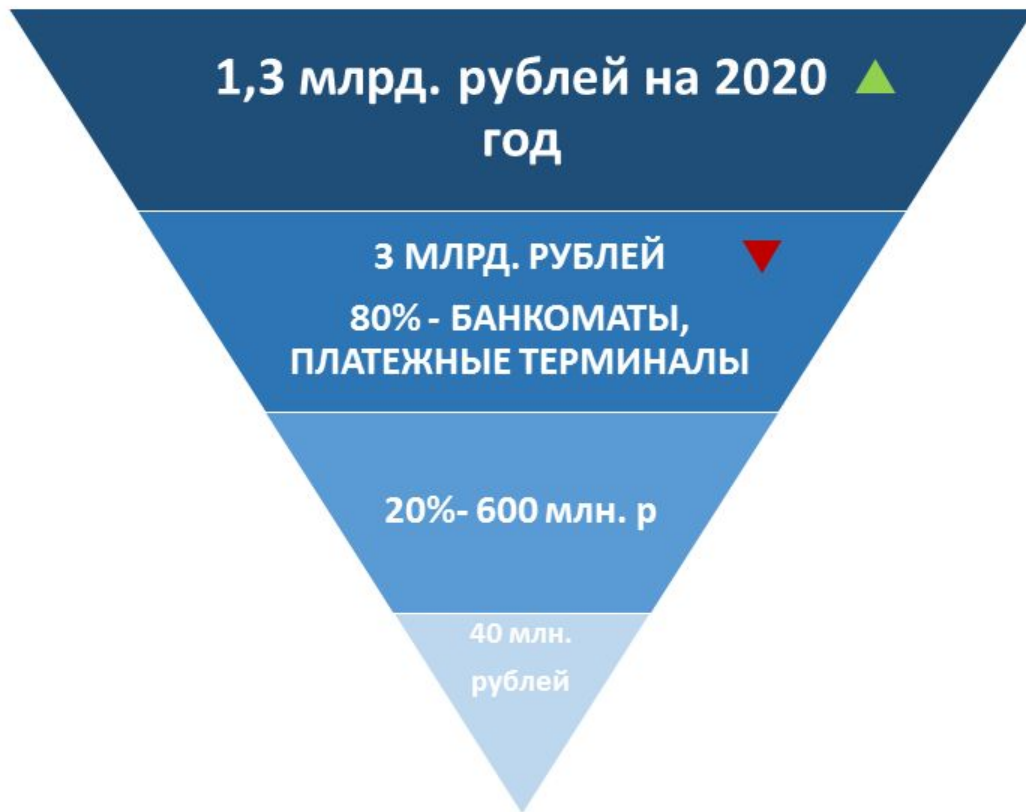 1,3 млрд. рублей на 2020
год
3 МЛРД. РУБЛЕЙ
80% - БАНКОМАТЫ,
ПЛАТЕЖНЫЕ ТЕРМИНАЛЫ
20%- 600 млн. р
40 млн.
рублей